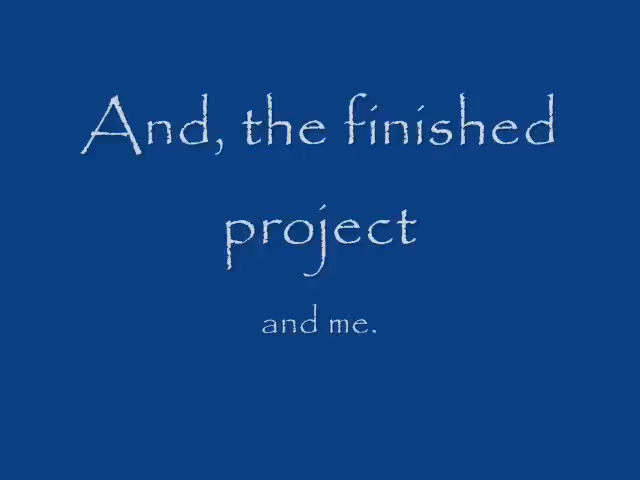 And, the finished
project
and me.